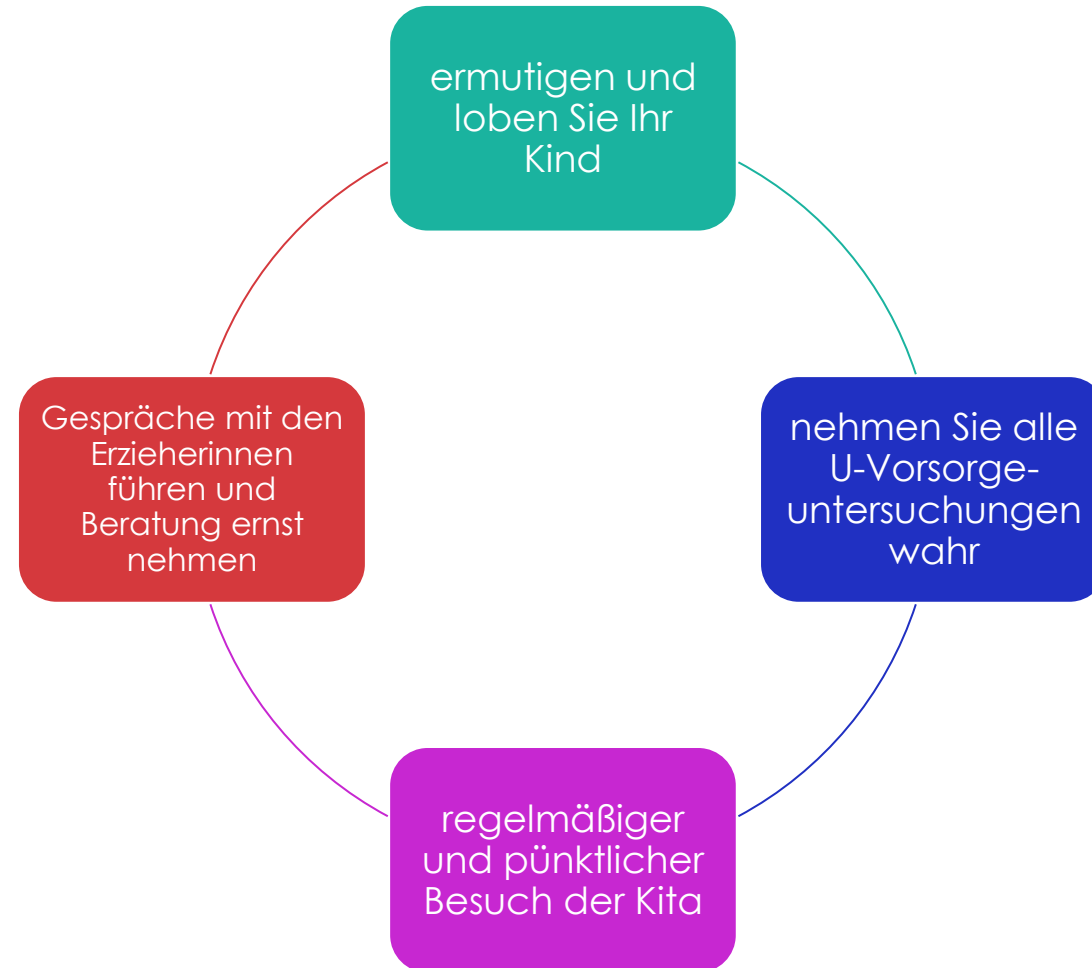 ermutigen und
loben Sie Ihr
Kind
nehmen Sie alle
U-Vorsorge-
untersuchungen
wahr
regelmäßiger
und pünktlicher
Besuch der Kita
Gespräche mit den
Erzieherinnen
führen und
Beratung ernst
nehmen